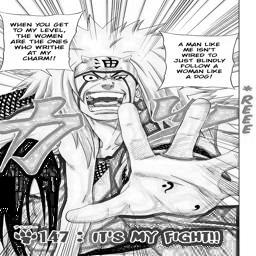 WHEN YOU GET
TO MY LEVEL,
THE WOMEN
ARE THE ONES
WHO WRITHE
AT MY
CHARM!!
A MAN LIKE
ME ISN'T
WIRED TO
JUST BLINDLY
FOLLOW A
WOMAN LIKE
A DOG!
油
147 : IT'S MY FIGHT!!